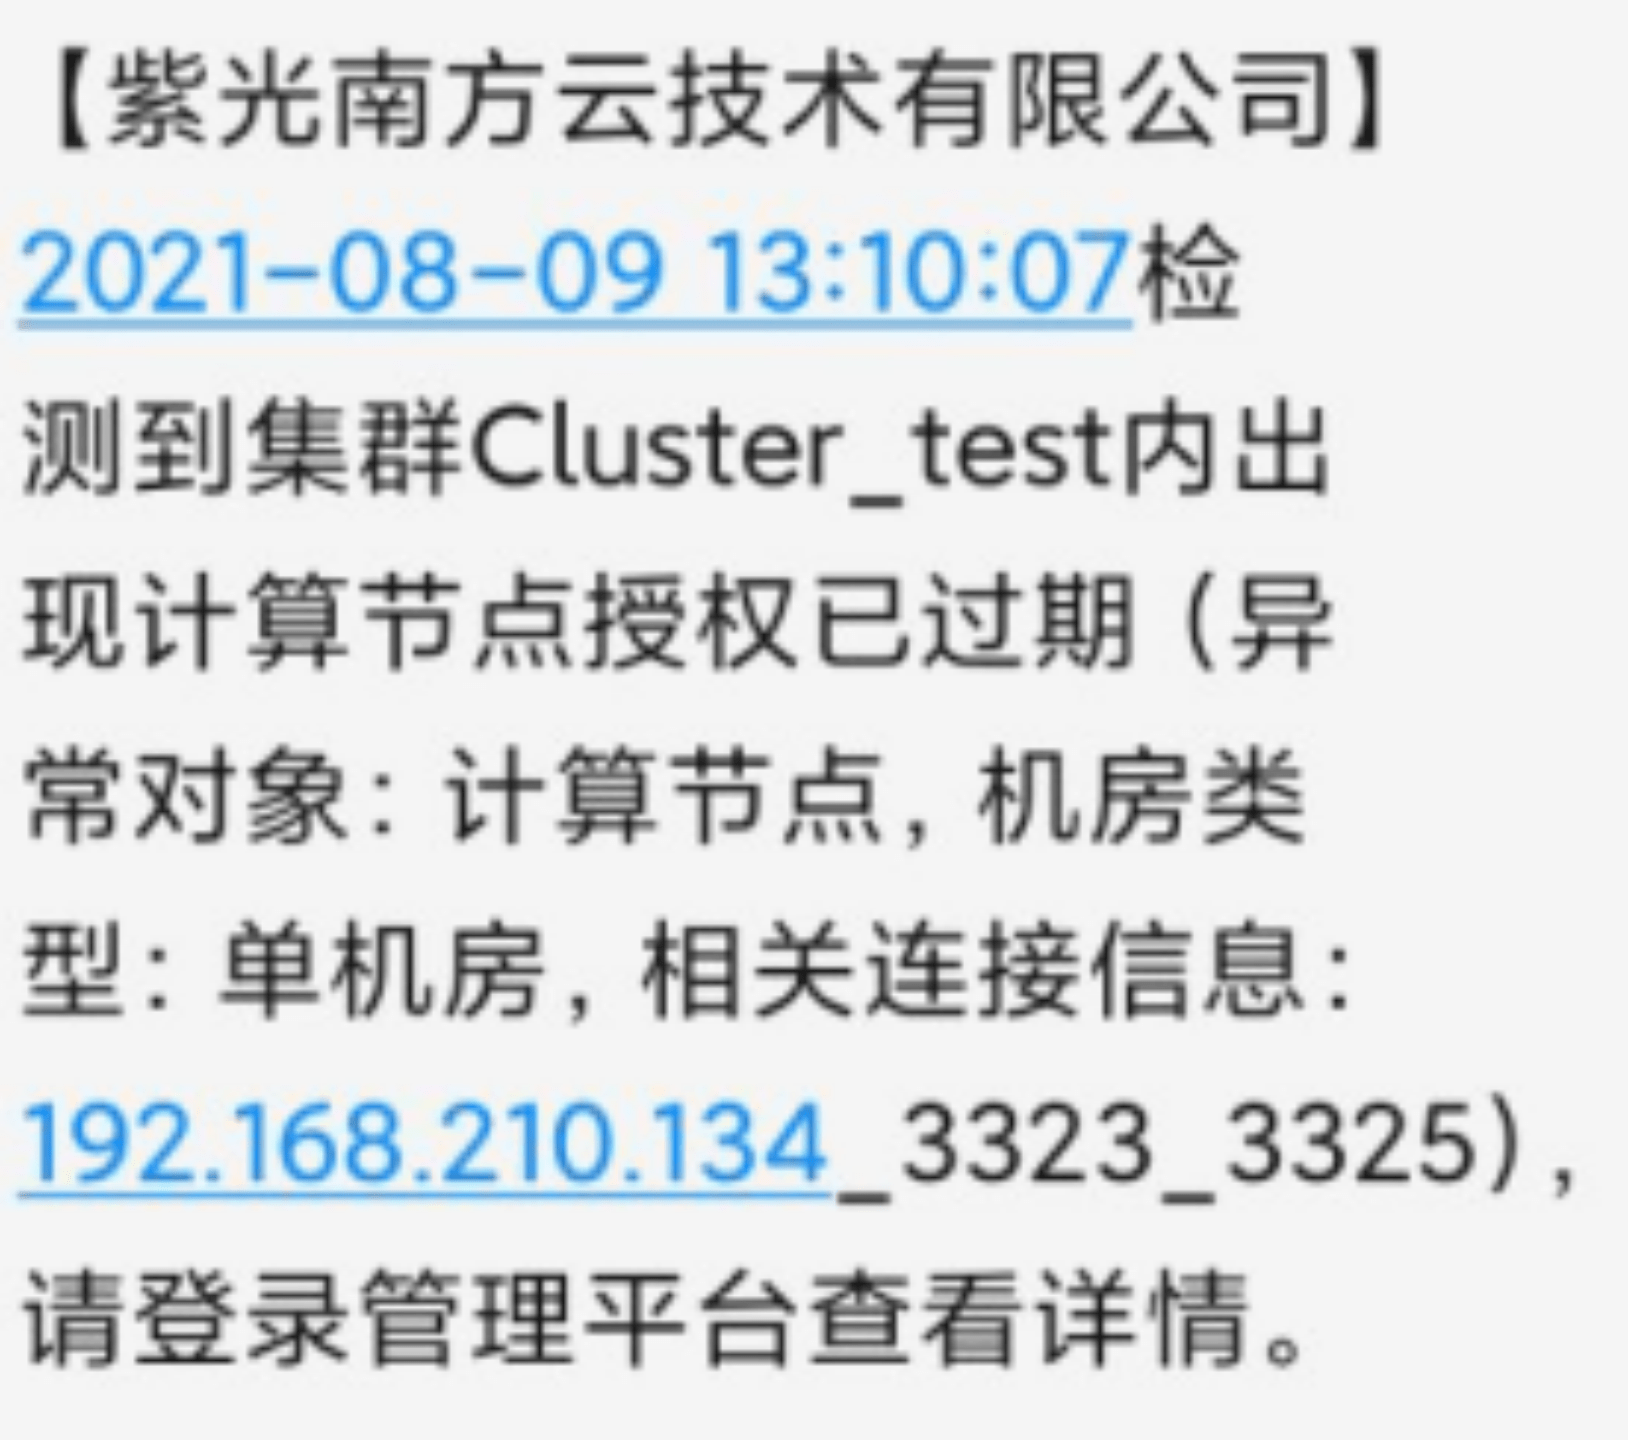 【紫光南方云技术有限公司】
2021-08-09 13:10:07检
测到集群Cluster_test内出
现计算节点授权已过期（异
常对象：计算节点，机房类
型：单机房，相关连接信息：
192.168.210.134_3323_3325)，
请登录管理平台查看详情。